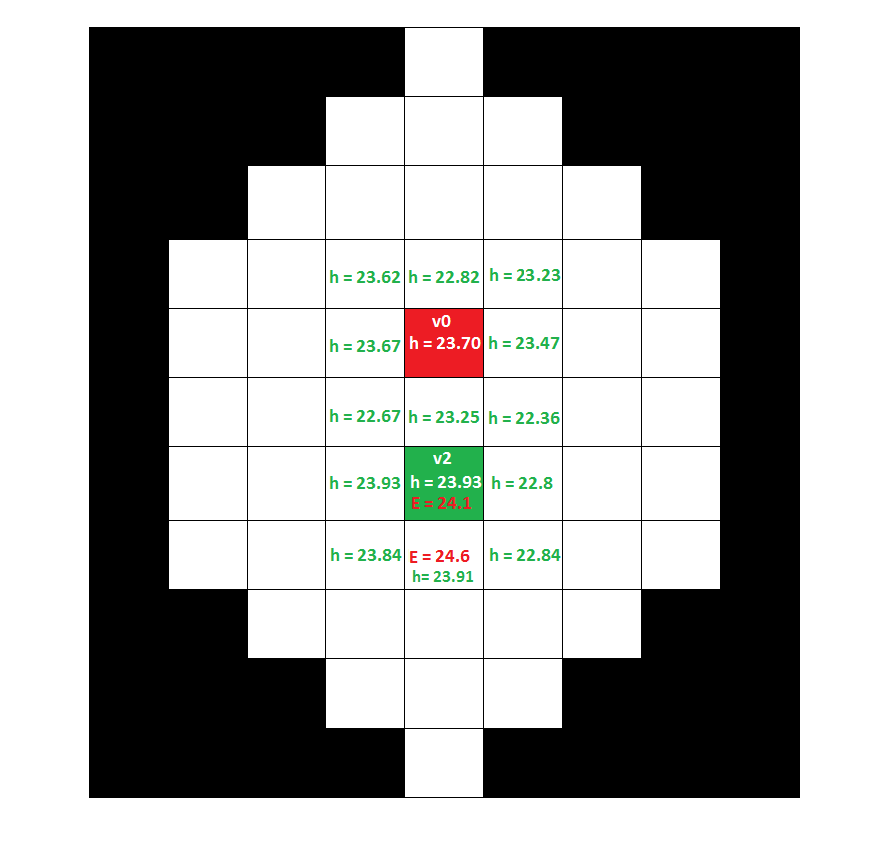 h = 23.62
h = 22.82
h = 23.23
v0
h = 23.67
h = 23.70
h = 23.47
h = 22.67
h = 23.25
h = 22.36
v2
h = 23.93
h = 23.93
h = 22.8
E = 24.1
h = 23.84
E = 24.6
h = 22.84
h= 23.91